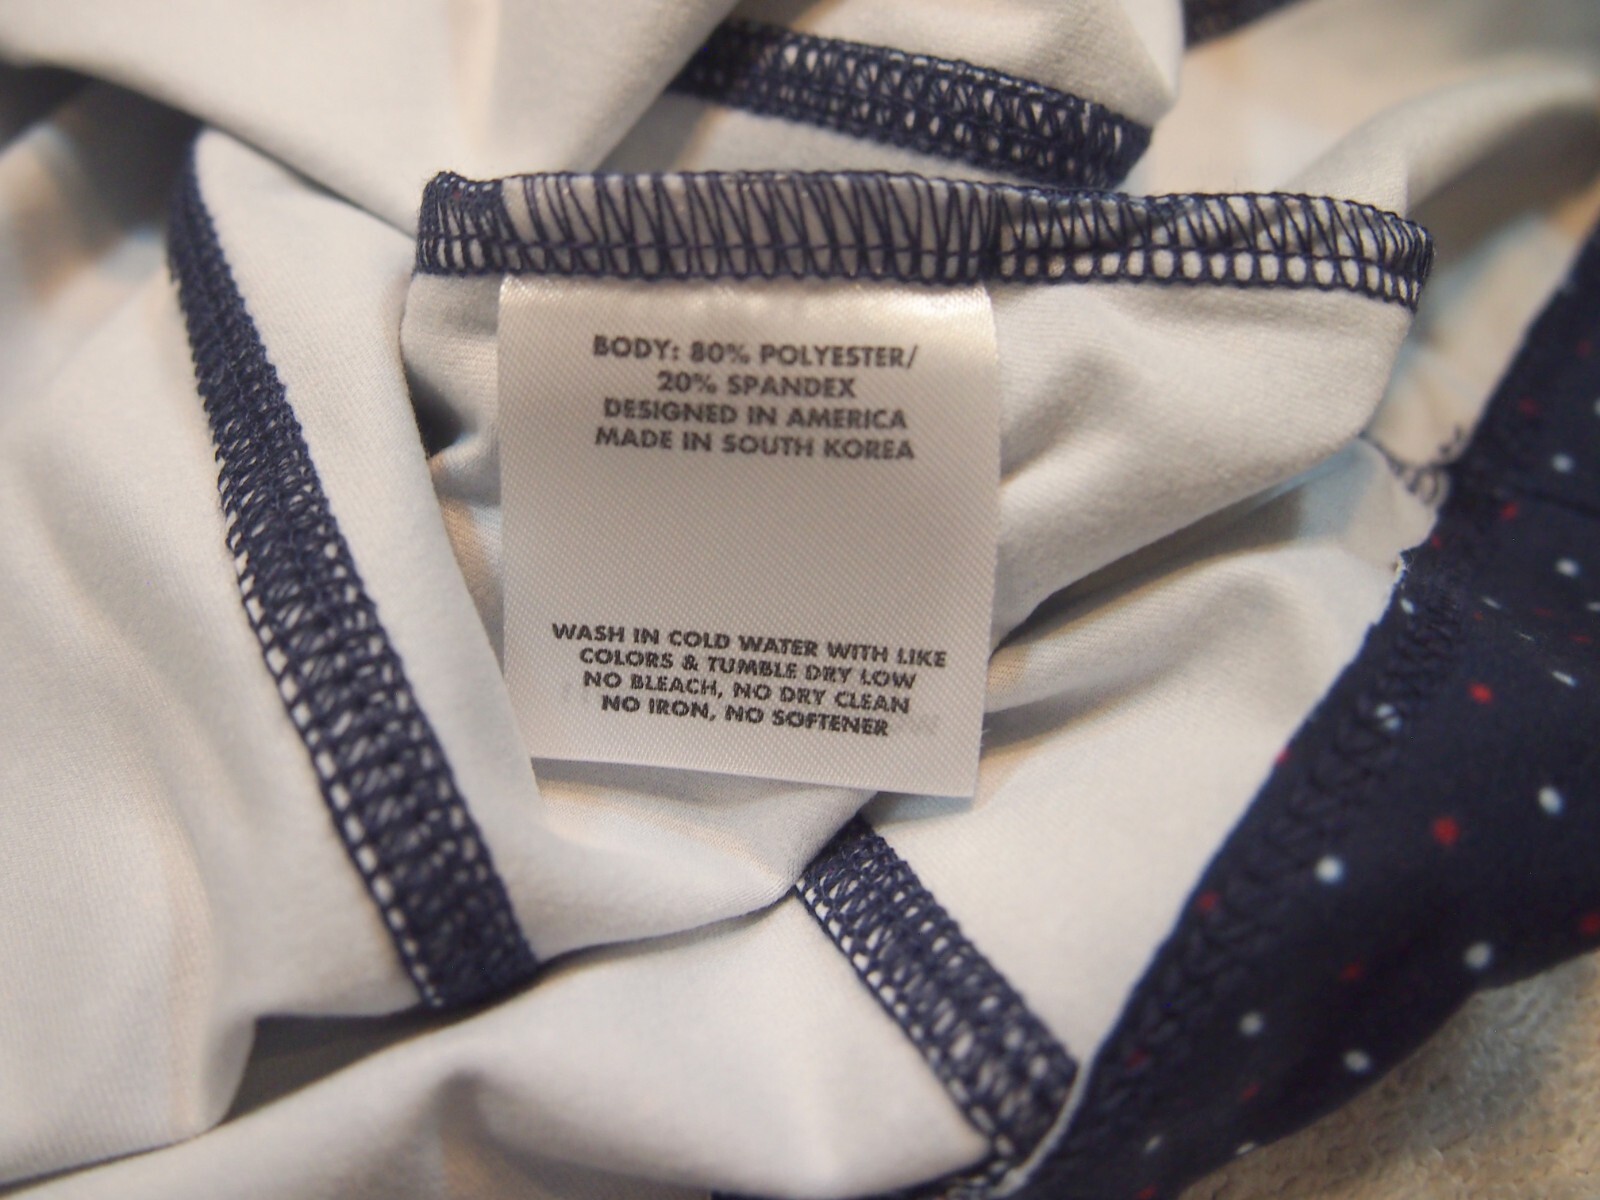 BODY: 80% POLYESTER/
20% SPANDEX
DESIGNED IN AMERICA
MADE IN SOUTH KOREA
WASH IN COLD WATER WITH LIKE
COLORS & TUMBLE DRY LOW
NO BLEACH, NO DRY CLEAN
NO IRON, NO SOFTENER